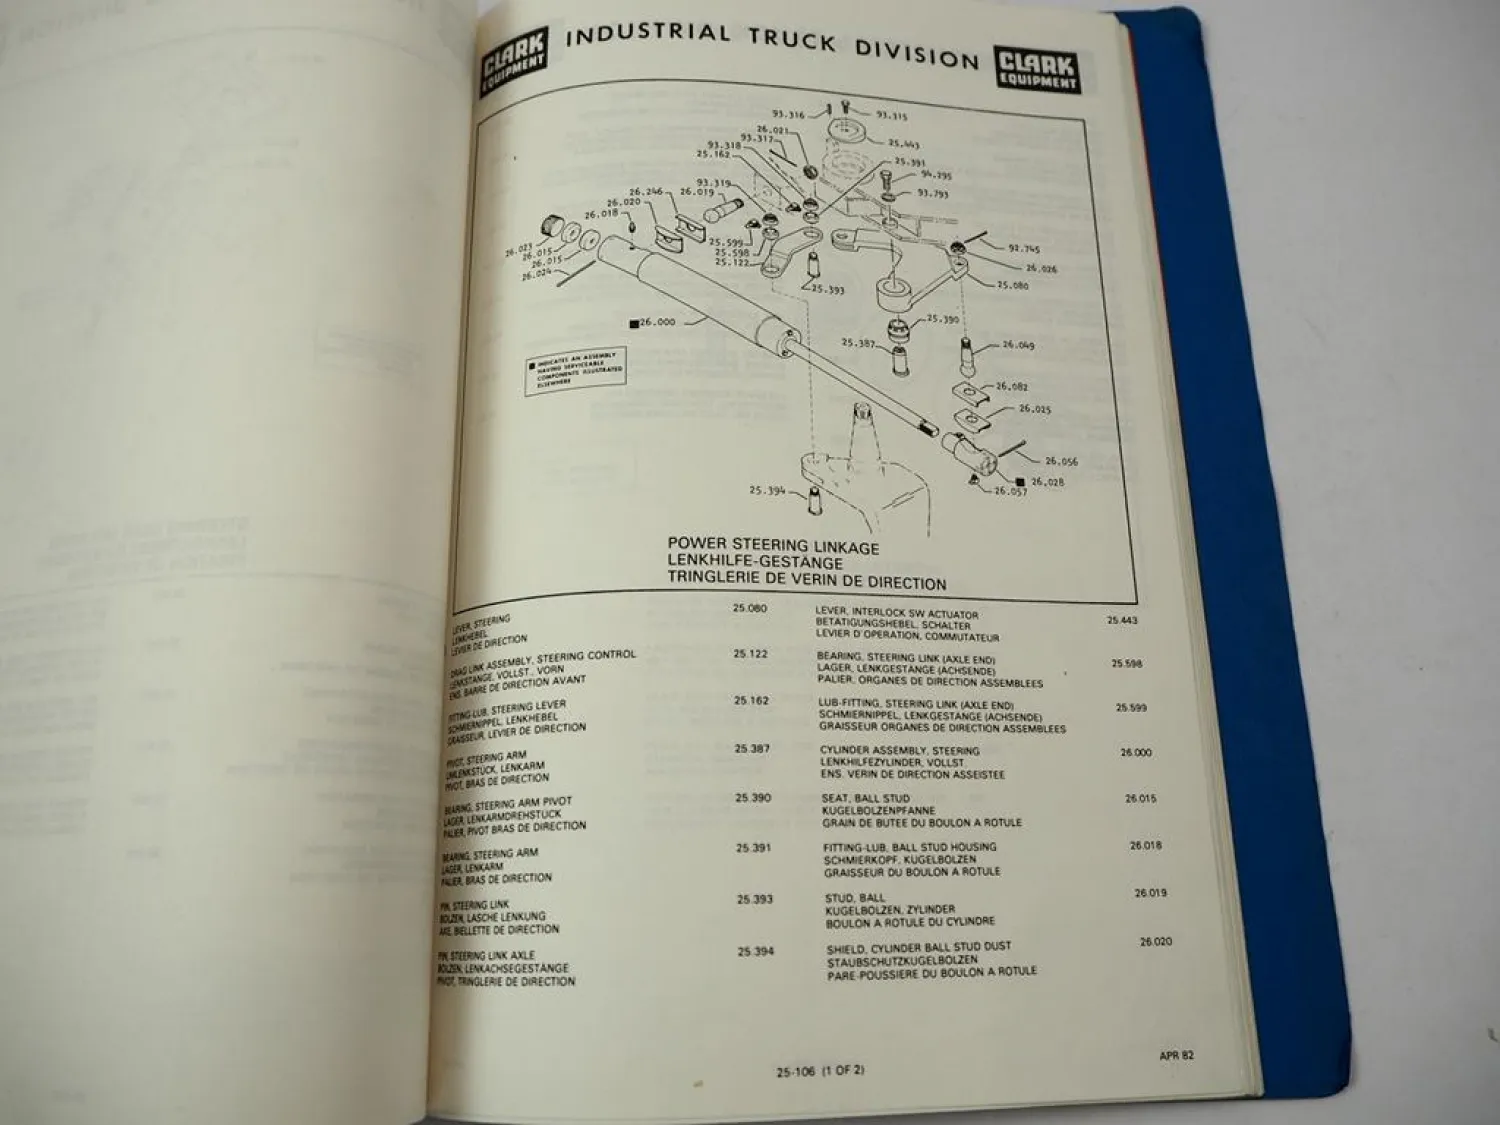 CLARK
EQUIPMENT
INDUSTRIAL TRUCK DIVISION
CLARK
EQUIPMENT
93.316
93.315
26.021
93.317
25.443
93.318
25.162
25.391
94.295
93.319
26.246
26.019
93.793
26.020
26.018
26.023
26.015
26.015
26.024
25.599
25.598
25.122
92.745
26.026
25.080
25.393
■26.000
25.390
25.387
26.049
■ INDICATES AN ASSEMBLY
HAVING SERVICEABLE
COMPONENTS ILLUSTRATED
ELSEWHERE
26.082
26.025
26.056
■ 26.028
26.057
25.394
POWER STEERING LINKAGE
LENKHILFE-GESTÄNGE
TRINGLERIE DE VERIN DE DIRECTION
LEVER, STEERING 25.080
LENKHEBEL
LEVIER DE DIRECTION
DRAG LINK ASSEMBLY, STEERING CONTROL 25.122
LENKSTANGE, VOLLST., VORN
ENS. BARRE DE DIRECTION AVANT
FITTING-LUB, STEERING LEVER 25.162
SCHMIERNIPPEL, LENKHEBEL
GRAISSEUR, LEVIER DE DIRECTION
PIVOT, STEERING ARM 25.387
UMLENKSTÜCK, LENKARM
PIVOT, BRAS DE DIRECTION
BEARING, STEERING ARM PIVOT 25.390
LAGER, LENKARMDREHSTÜCK
PALIER, PIVOT BRAS DE DIRECTION
BEARING, STEERING ARM 25.391
LAGER, LENKARM
PALIER, BRAS DE DIRECTION
PIN, STEERING LINK 25.393
BOLZEN, LASCHE LENKUNG
AXE, BIELLETTE DE DIRECTION
PIN, STEERING LINK AXLE 25.394
BOLZEN, LENKACHSEGESTÄNGE
PIVOT, TRINGLERIE DE DIRECTION
LEVER, INTERLOCK SW ACTUATOR 25.443
BETATIGUNGSHEBEL, SCHALTER
LEVIER D'OPERATION, COMMUTATEUR
BEARING, STEERING LINK (AXLE END) 25.598
LAGER, LENKGESTÄNGE (ACHSENDE)
PALIER, ORGANES DE DIRECTION ASSEMBLEES
LUB-FITTING, STEERING LINK (AXLE END) 25.599
SCHMIERNIPPEL, LENKGESTÄNGE (ACHSENDE)
GRAISSEUR ORGANES DE DIRECTION ASSEMBLEES
CYLINDER ASSEMBLY, STEERING 26.000
LENKHILFEZYLINDER, VOLLST.
ENS. VERIN DE DIRECTION ASSEISTEE
SEAT, BALL STUD 26.015
KUGELBOLZENPFANNE
GRAIN DE BUTEE DU BOULON A ROTULE
FITTING-LUB, BALL STUD HOUSING 26.018
SCHMIERKOPF, KUGELBOLZEN
GRAISSEUR DU BOULON A ROTULE
STUD, BALL 26.019
KUGELBOLZEN, ZYLINDER
BOULON A ROTULE DU CYLINDRE
SHIELD, CYLINDER BALL STUD DUST 26.020
STAUBSCHUTZKUGELBOLZEN
PARE-POUSSIERE DU BOULON A ROTULE
25-106 (1 OF 2)
APR 82